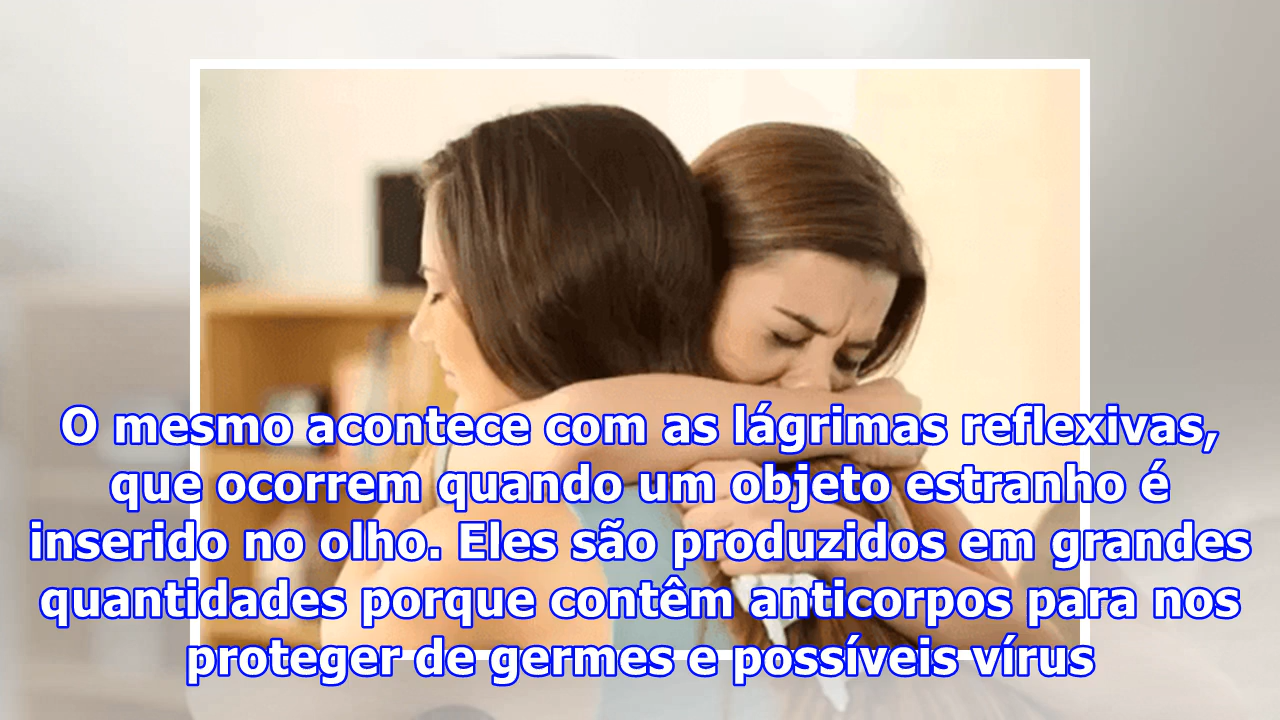 O mesmo acontece com as lágrimas reflexivas,
que ocorrem quando um objeto estranho é
inserido no olho. Eles são produzidos em grandes
quantidades porque contêm anticorpos para nos
proteger de germes e possíveis vírus